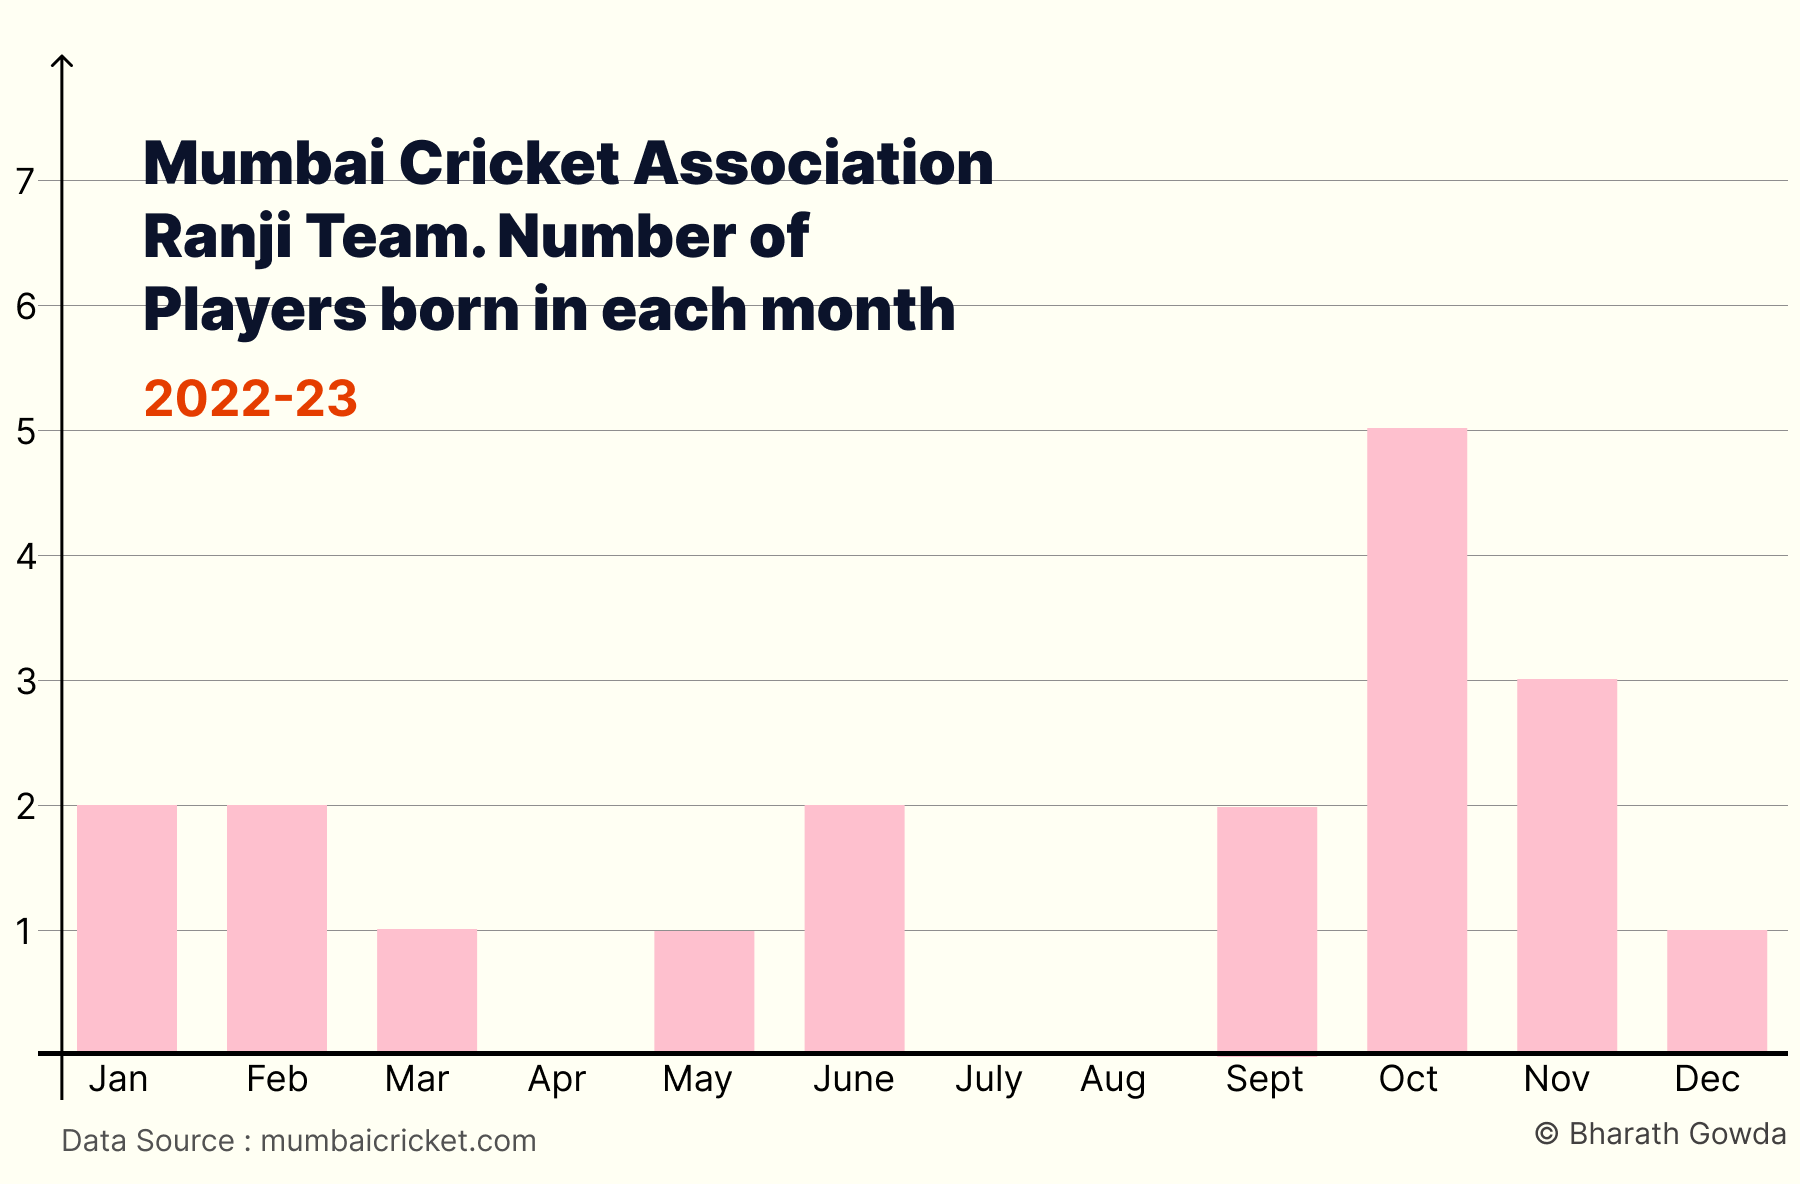 Mumbai Cricket Association
Ranji Team. Number of
Players born in each month
2022-23
7
6
5
4
3
2
1
Jan Feb Mar Apr May June July Aug Sept Oct Nov Dec
Data Source : mumbaicricket.com
© Bharath Gowda